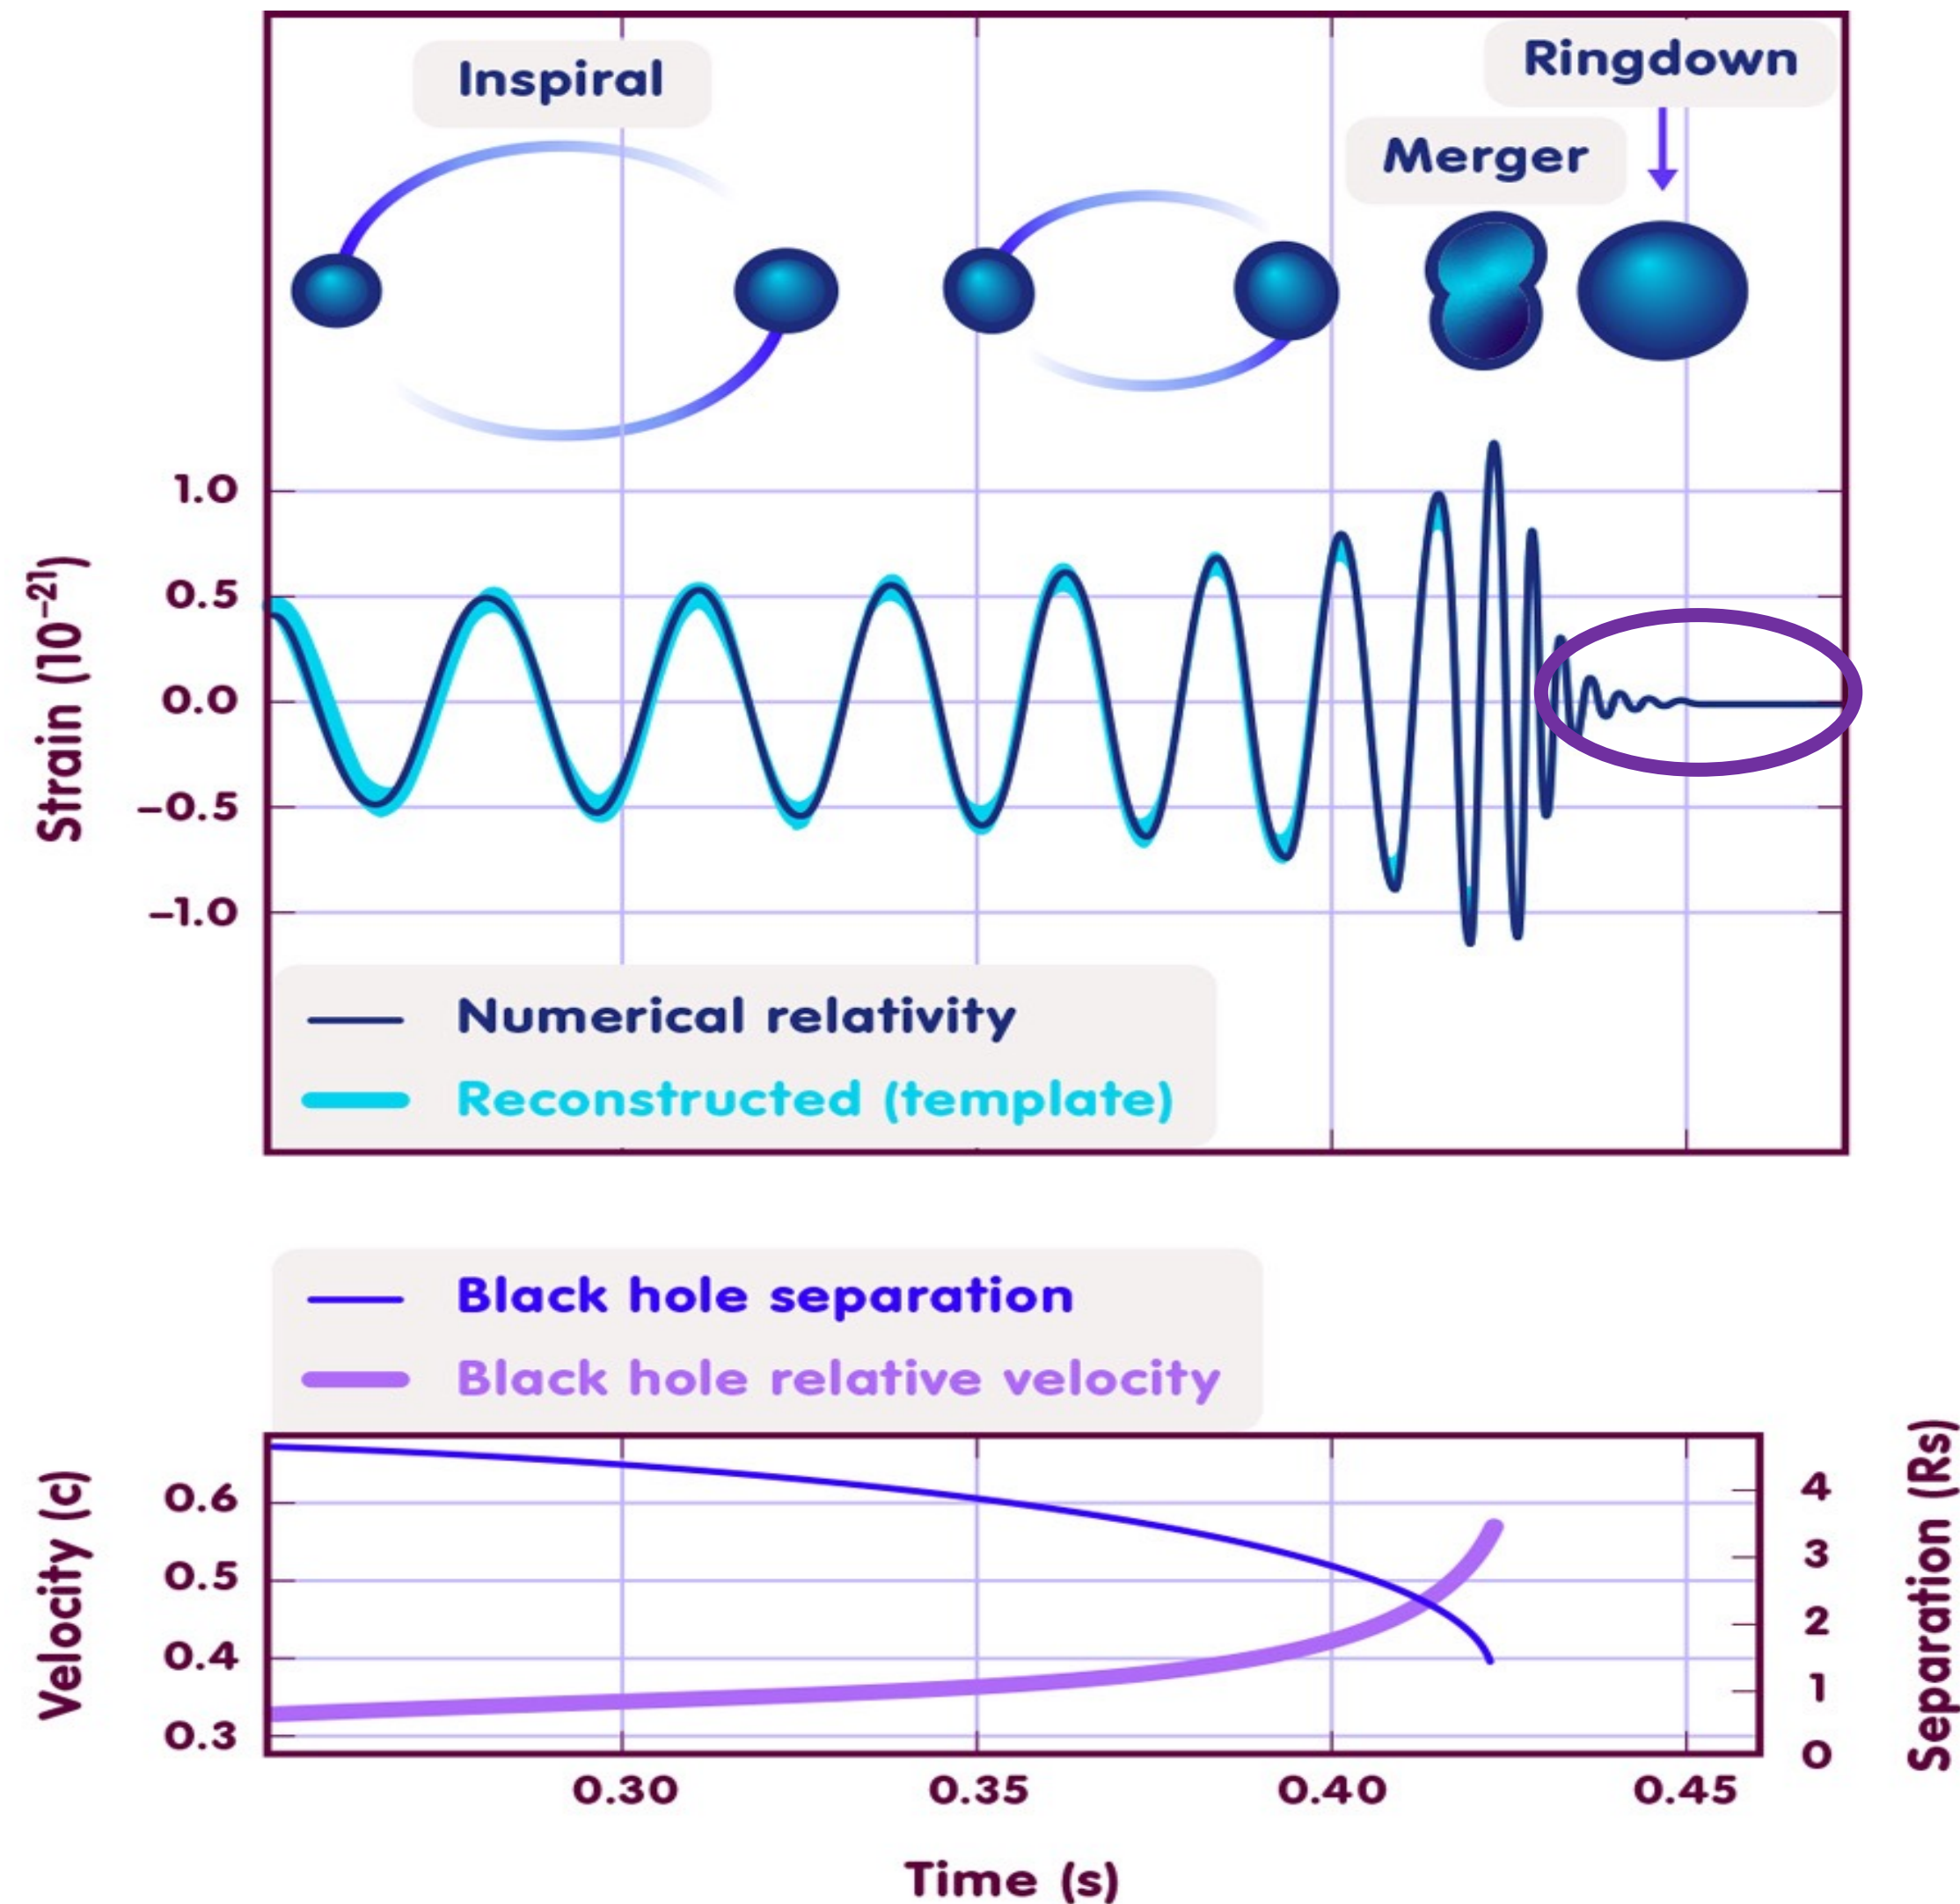 Inspiral
Ringdown
Merger
Strain (10⁻²¹)
1.0
0.5
0.0
−0.5
−1.0
Numerical relativity
Reconstructed (template)
Black hole separation
Black hole relative velocity
Velocity (c)
0.6
0.5
0.4
0.3
Separation (Rs)
4
3
2
1
0
0.30 0.35 0.40 0.45
Time (s)